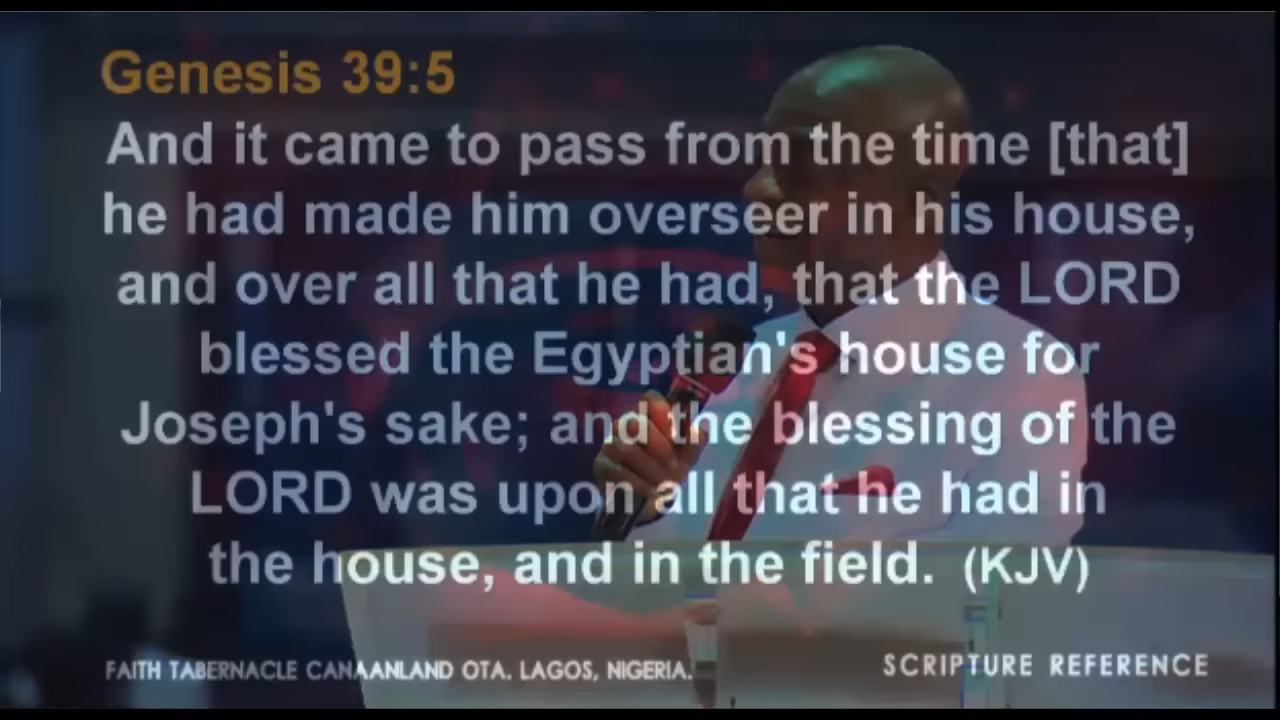 Genesis 39:5
And it came to pass from the time [that]
he had made him overseer in his house,
and over all that he had, that the LORD
blessed the Egyptian's house for
Joseph's sake; and the blessing of the
LORD was upon all that he had in
the house, and in the field. (KJV)
FAITH TABERNACLE CANAANLAND OTA. LAGOS, NIGERIA.
SCRIPTURE REFERENCE